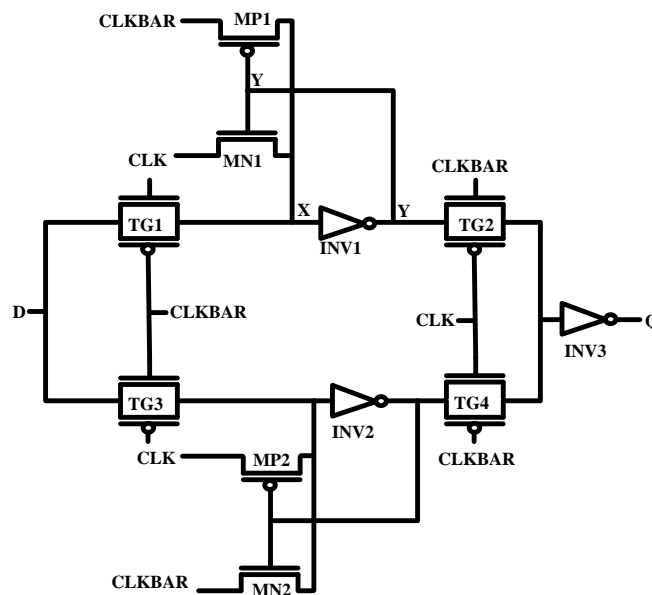 CLKBAR MP1
Y
CLK MN1
CLKBAR
TG1 X Y TG2
INV1
D CLKBAR CLK
INV3
TG3 TG4
INV2
CLK MP2 CLKBAR
CLKBAR MN2